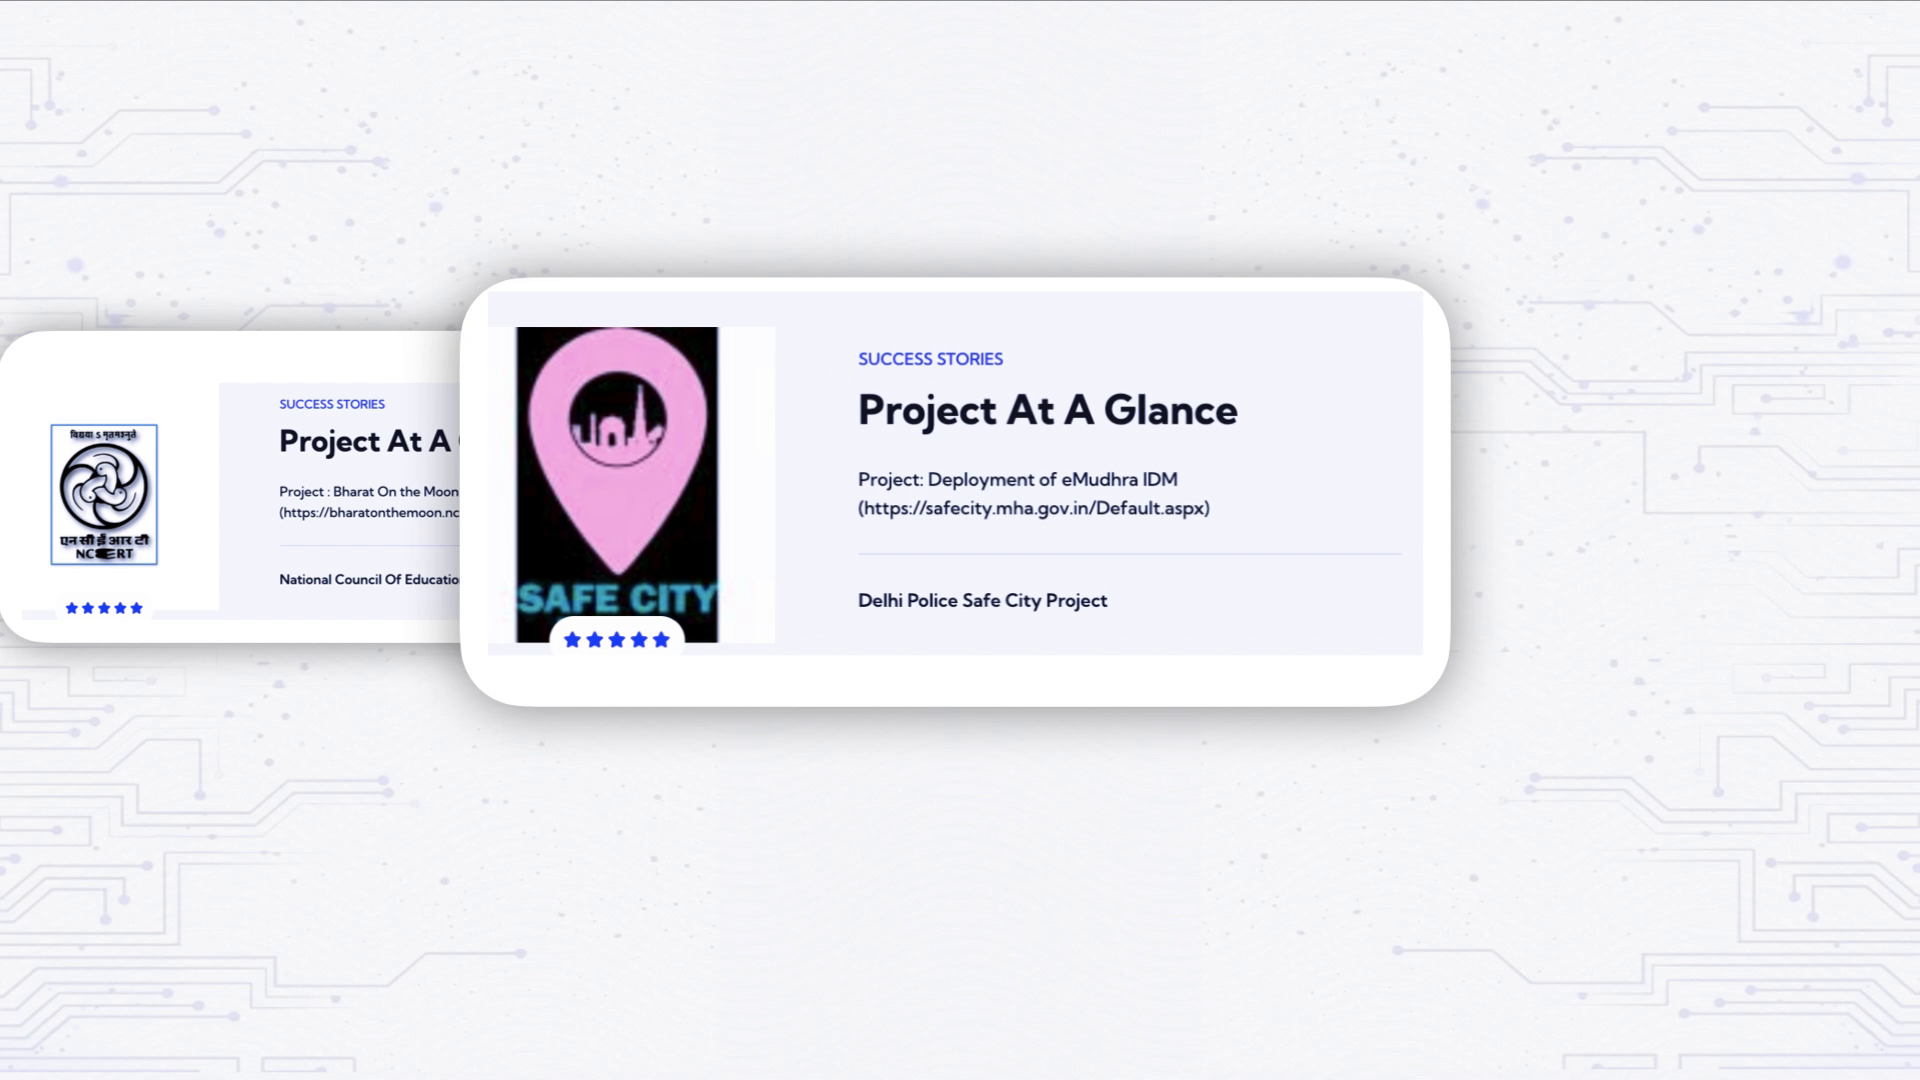 विद्यया ऽ मृतमश्नुते
एन सी ई आर टी
NCERT
SUCCESS STORIES
Project At A
Project : Bharat On the Moon
(https://bharatonthemoon.nc
National Council Of Educatio
SAFE CITY
SUCCESS STORIES
Project At A Glance
Project: Deployment of eMudhra IDM
(https://safecity.mha.gov.in/Default.aspx)
Delhi Police Safe City Project